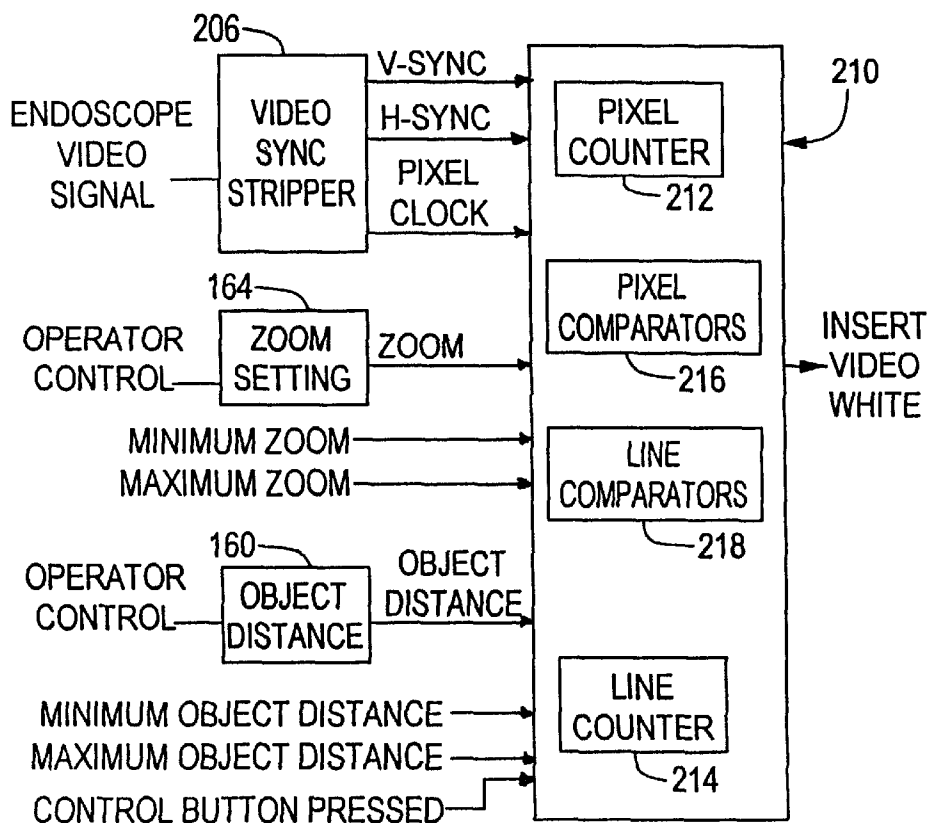 206
V-SYNC
210
ENDOSCOPE
VIDEO
SIGNAL
VIDEO
SYNC
STRIPPER
H-SYNC
PIXEL
CLOCK
PIXEL
COUNTER
212
164
OPERATOR
CONTROL
ZOOM
SETTING
ZOOM
PIXEL
COMPARATORS
216
INSERT
VIDEO
WHITE
MINIMUM ZOOM
MAXIMUM ZOOM
LINE
COMPARATORS
218
160
OPERATOR
CONTROL
OBJECT
DISTANCE
OBJECT
DISTANCE
MINIMUM OBJECT DISTANCE
MAXIMUM OBJECT DISTANCE
CONTROL BUTTON PRESSED
LINE
COUNTER
214